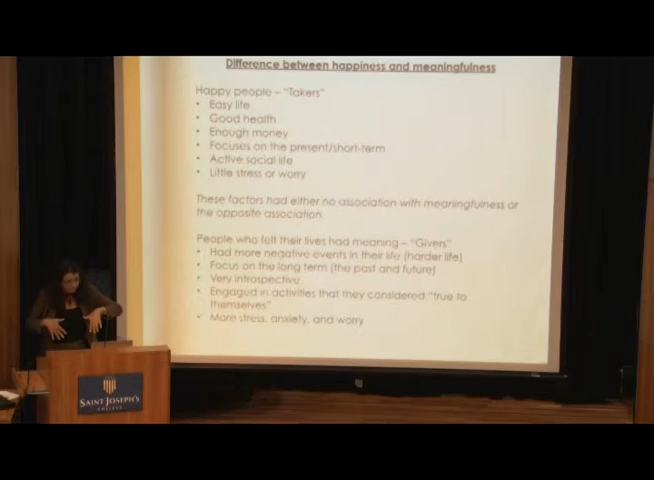 Difference between happiness and meaningfulness
Happy people – "Takers"
• Easy life
• Good health
• Enough money
• Focuses on the present/short-term
• Active social life
• Little stress or worry
These factors had either no association with meaningfulness or
the opposite association.
People who felt their lives had meaning – "Givers"
• Had more negative events in their life (harder life)
• Focus on the long term (the past and future)
• Very introspective
• Engaged in activities that they considered "true to
themselves"
• More stress, anxiety, and worry
SAINT JOSEPH'S
COLLEGE